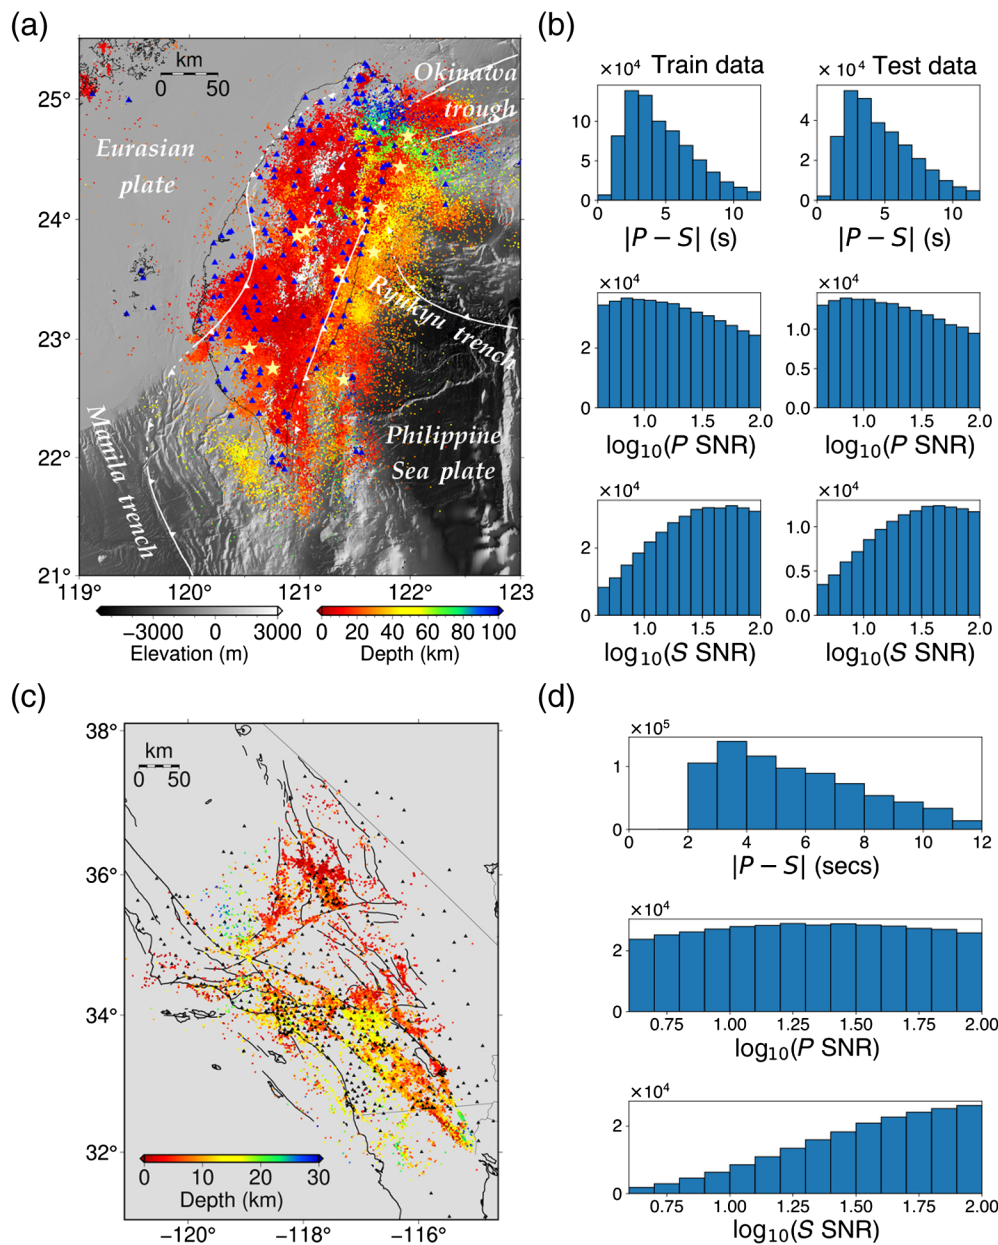 (a)
km
0 50
Okinawa
trough
Eurasian
plate
Ryukyu trench
Manila trench
Philippine
Sea plate
25°
24°
23°
22°
21°
119° 120° 121° 122° 123
−3000 0 3000
Elevation (m)
0 20 40 60 80 100
Depth (km)
(b)
×10⁴ Train data
10
5
0
0 5 10
|P − S| (s)
×10⁴ Test data
4
2
0
0 5 10
|P − S| (s)
×10⁴
2
0
1.0 1.5 2.0
log₁₀(P SNR)
×10⁴
1.0
0.5
0.0
1.0 1.5 2.0
log₁₀(P SNR)
×10⁴
2
0
1.0 1.5 2.0
log₁₀(S SNR)
×10⁴
1.0
0.5
0.0
1.0 1.5 2.0
log₁₀(S SNR)
(c)
38°
36°
34°
32°
km
0 50
0 10 20 30
Depth (km)
−120° −118° −116°
(d)
×10⁵
1
0
0 2 4 6 8 10 12
|P − S| (secs)
×10⁴
2
0
0.75 1.00 1.25 1.50 1.75 2.00
log₁₀(P SNR)
×10⁴
2
0
0.75 1.00 1.25 1.50 1.75 2.00
log₁₀(S SNR)